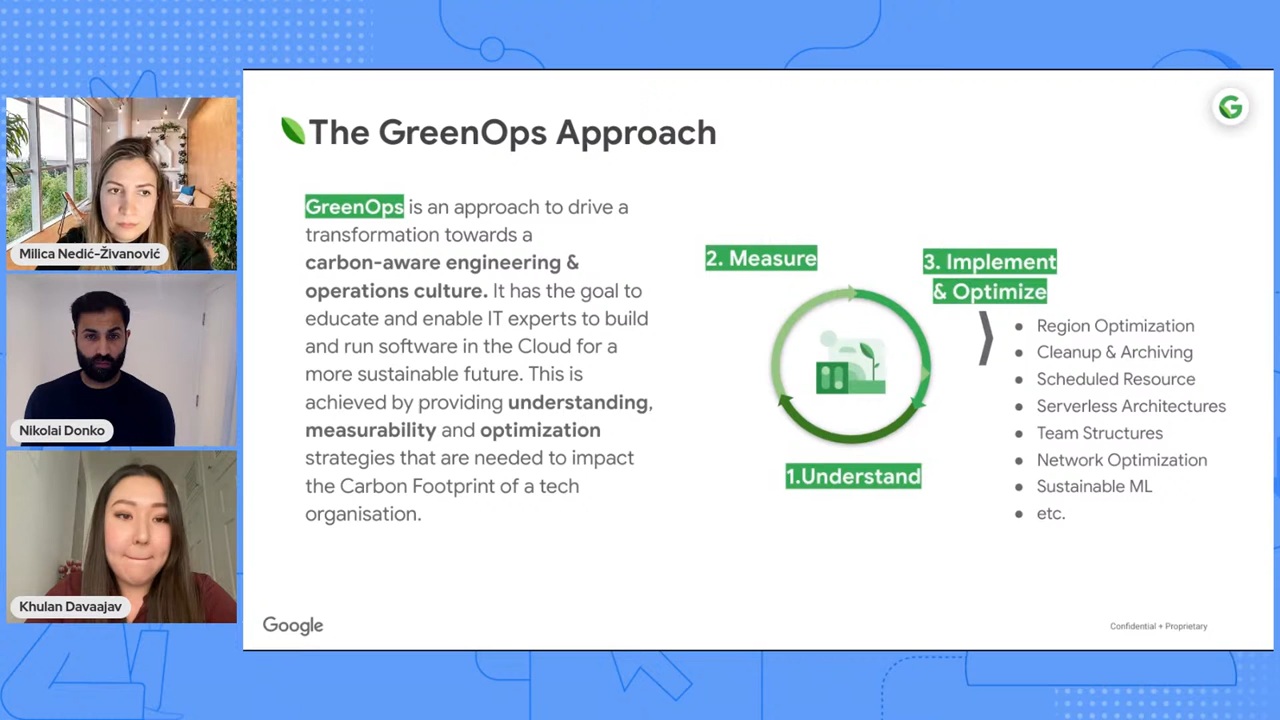 The GreenOps Approach
GreenOps is an approach to drive a
transformation towards a
carbon-aware engineering &
operations culture. It has the goal to
educate and enable IT experts to build
and run software in the Cloud for a
more sustainable future. This is
achieved by providing understanding,
measurability and optimization
strategies that are needed to impact
the Carbon Footprint of a tech
organisation.
2. Measure
3. Implement
& Optimize
1.Understand
● Region Optimization
● Cleanup & Archiving
● Scheduled Resource
● Serverless Architectures
● Team Structures
● Network Optimization
● Sustainable ML
● etc.
Google
Confidential + Proprietary
G
Milica Nedić-Živanović
Nikolai Donko
Khulan Davaajav